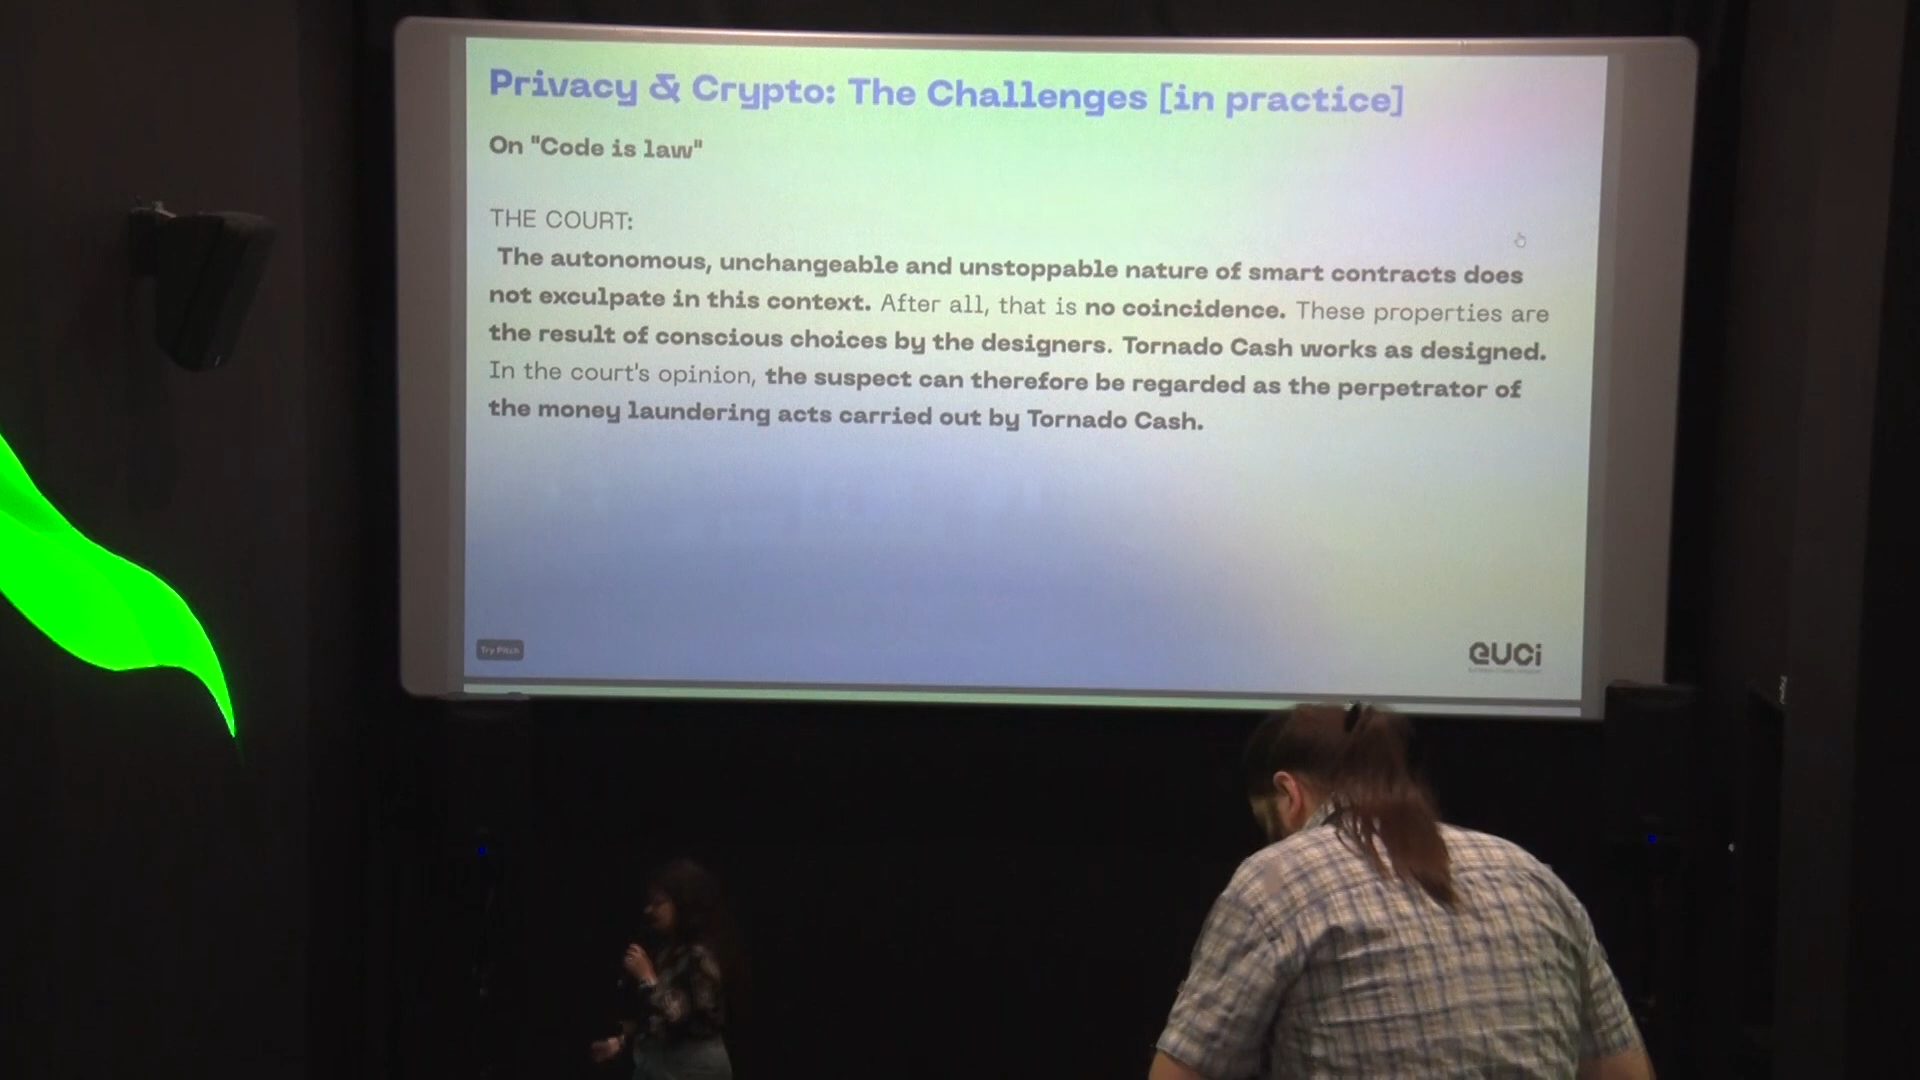 Privacy & Crypto: The Challenges [in practice]
On "Code is law"
THE COURT:
The autonomous, unchangeable and unstoppable nature of smart contracts does
not exculpate in this context. After all, that is no coincidence. These properties are
the result of conscious choices by the designers. Tornado Cash works as designed.
In the court's opinion, the suspect can therefore be regarded as the perpetrator of
the money laundering acts carried out by Tornado Cash.
Try Pitch
euci